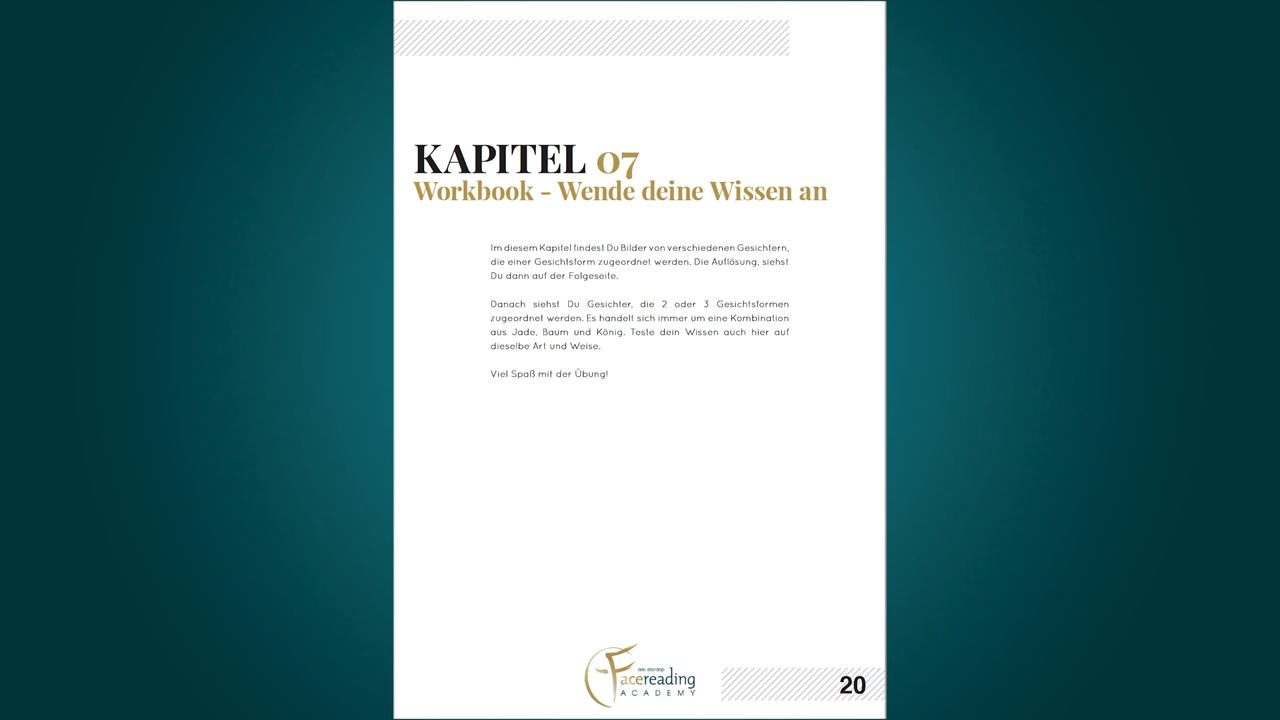 KAPITEL 07
Workbook - Wende deine Wissen an
Im diesem Kapitel findest Du Bilder von verschiedenen Gesichtern,
die einer Gesichtsform zugeordnet werden. Die Auflösung, siehst
Du dann auf der Folgeseite.
Danach siehst Du Gesichter, die 2 oder 3 Gesichtsformen
zugeordnet werden. Es handelt sich immer um eine Kombination
aus Jade, Baum und König. Teste dein Wissen auch hier auf
dieselbe Art und Weise.
Viel Spaß mit der Übung!
Facereading
ACADEMY
20